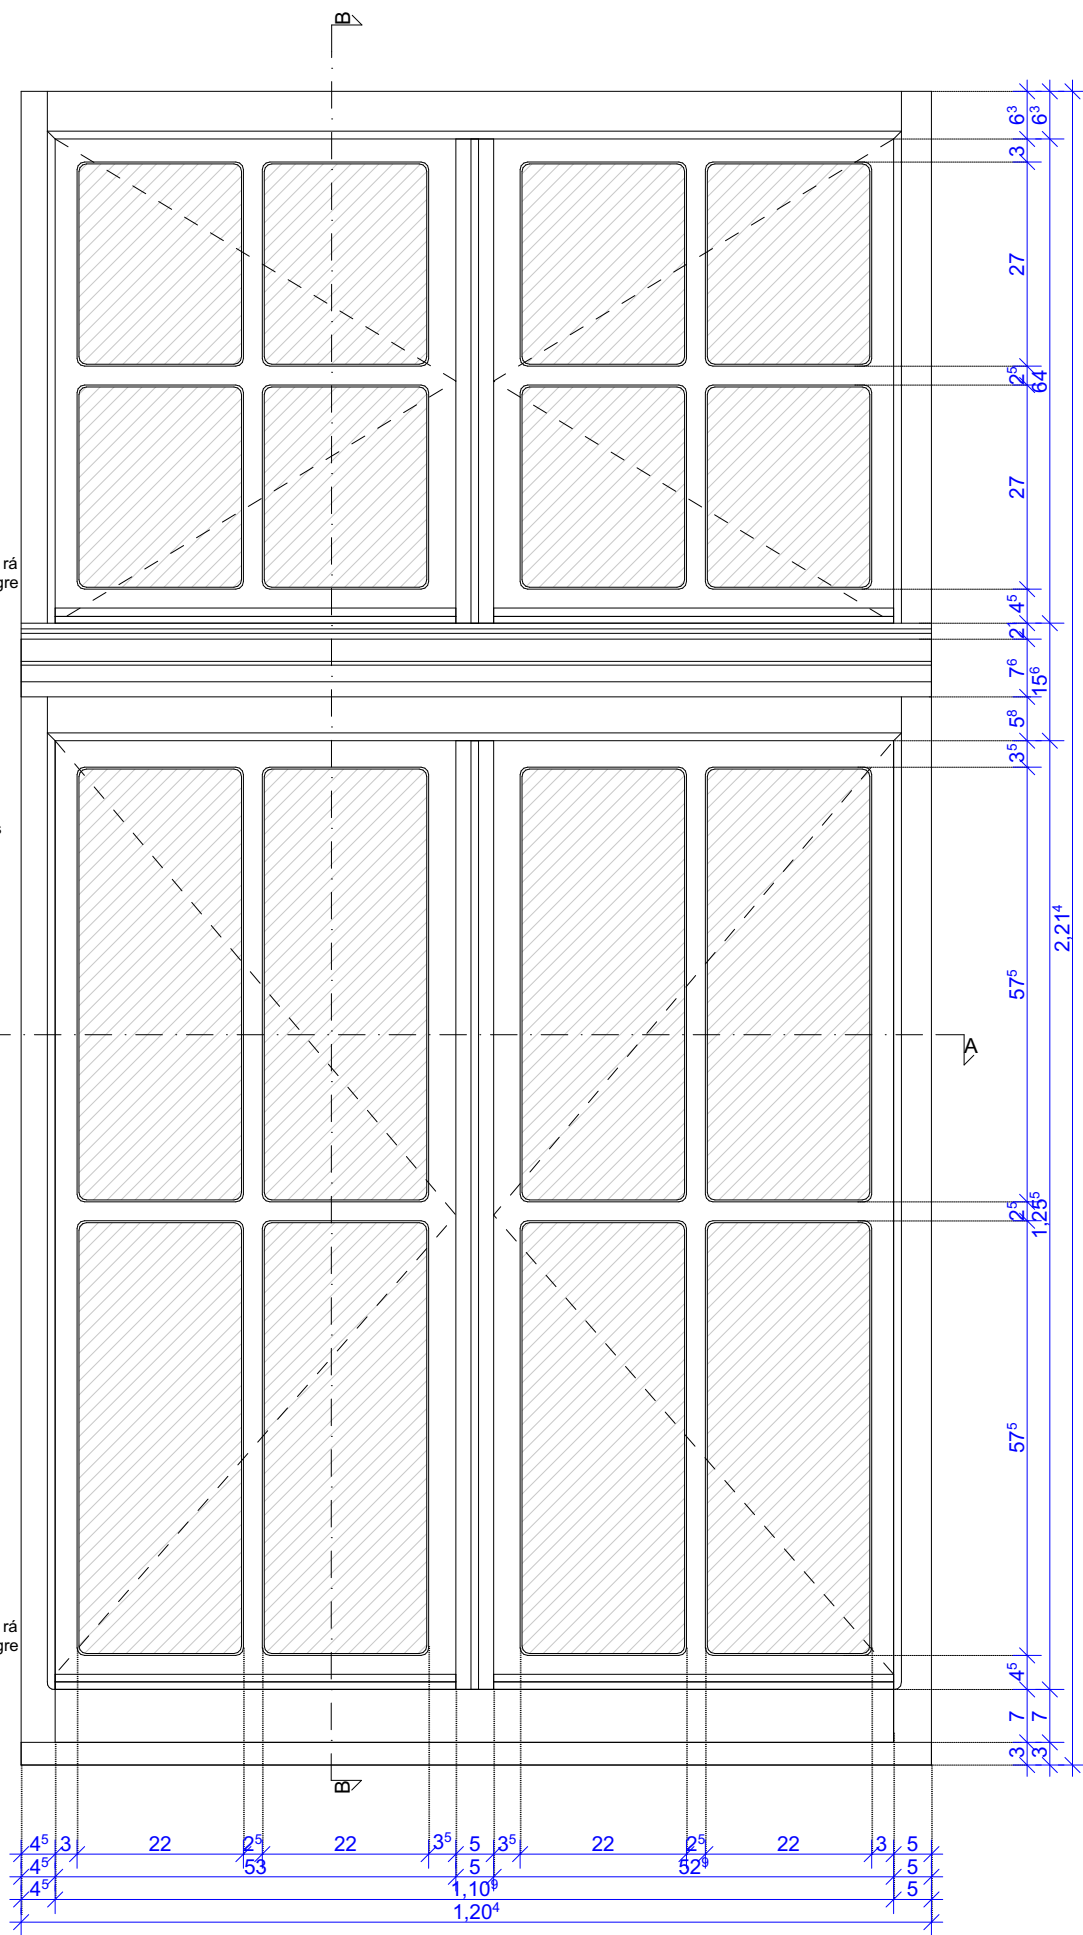 B
6³ 6³
3
27
2⁵ 64
27
rá
gre
4⁵
2¹
7⁶ 15⁶
5⁸
3⁵
s
2,21⁴
57⁵
A
2⁵ 1,25⁵
57⁵
rá
gre
4⁵
7 7
3 3
B
4⁵ 3 22 2⁵ 22 3⁵ 5 3⁵ 22 2⁵ 22 3 5
4⁵ 53 5 52⁹ 5
4⁵ 1,10⁹ 5
1,20⁴